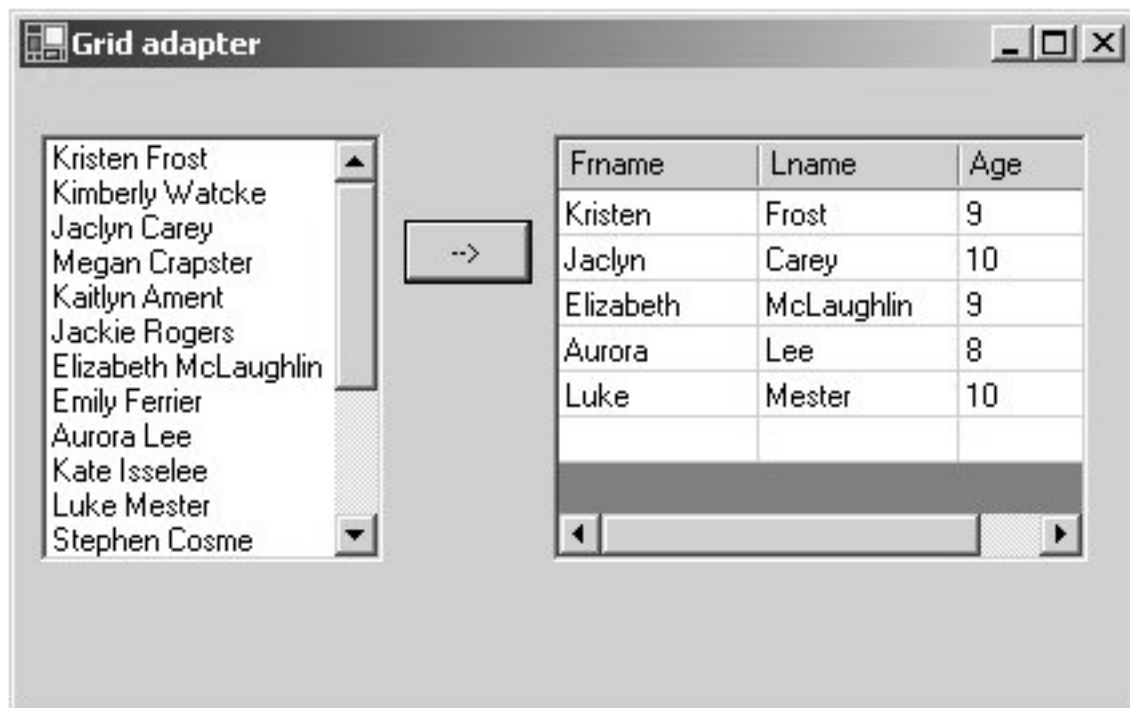 Grid adapter
Kristen Frost
Kimberly Watcke
Jaclyn Carey
Megan Crapster
Kaitlyn Ament
Jackie Rogers
Elizabeth McLaughlin
Emily Ferrier
Aurora Lee
Kate Isselee
Luke Mester
Stephen Cosme
-->
Frname Lname Age
Kristen Frost 9
Jaclyn Carey 10
Elizabeth McLaughlin 9
Aurora Lee 8
Luke Mester 10